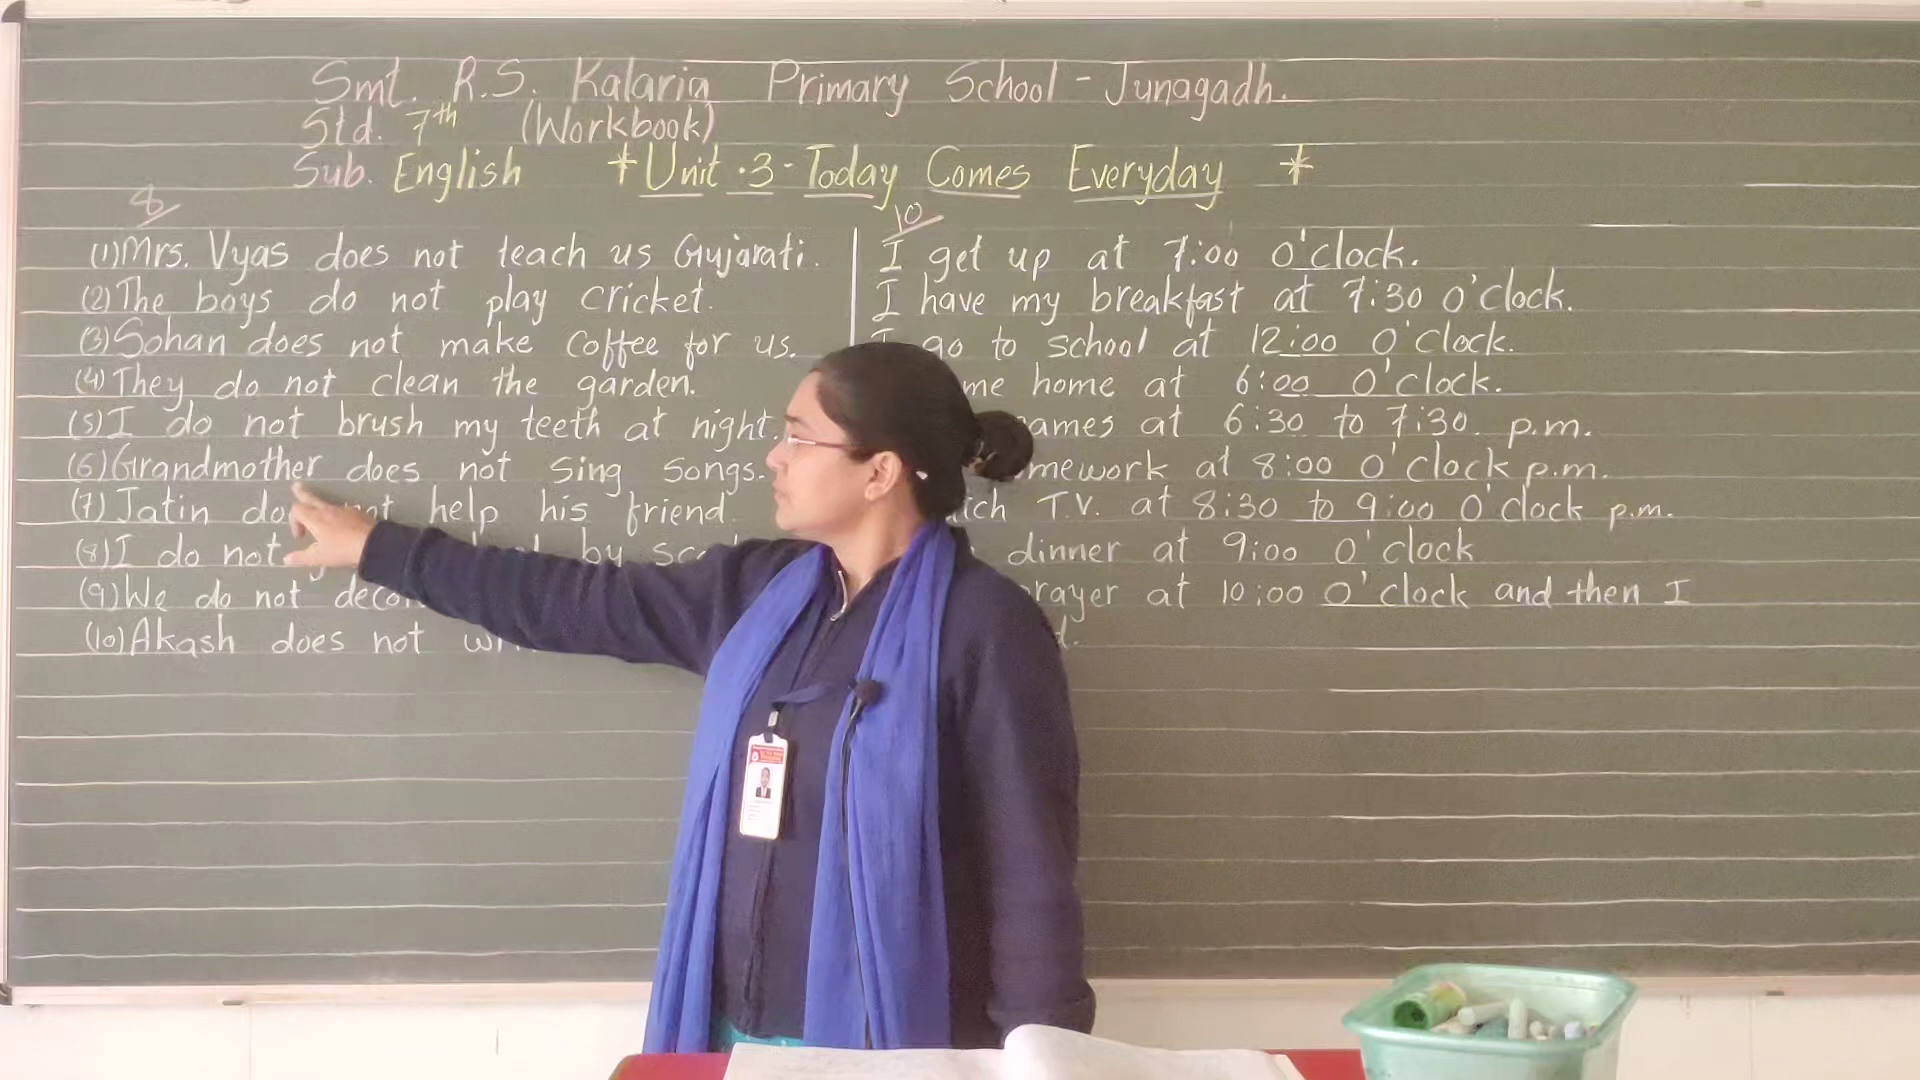 Smt. R.S. Kalaria Primary School - Junagadh.
Std. 7th (Workbook)
Sub. English * Unit.3 - Today Comes Everyday *
8
(1) Mrs. Vyas does not teach us Gujarati.
(2) The boys do not play cricket.
(3) Sohan does not make coffee for us.
(4) They do not clean the garden.
(5) I do not brush my teeth at night.
(6) Grandmother does not sing songs.
(7) Jatin help his friend.
(8) I do not by
(9) We do not
(10) Akash does not
10
I get up at 7:00 O'clock.
I have my breakfast at 7:30 O'clock.
I go to school at 12:00 O'clock.
home at 6:00 O'clock.
at 6:30 to 7:30 p.m.
at 8:00 O'clock p.m.
T.V. at 8:30 to 9:00 O'clock p.m.
dinner at 9:00 O'clock
at 10:00 O'clock and then I